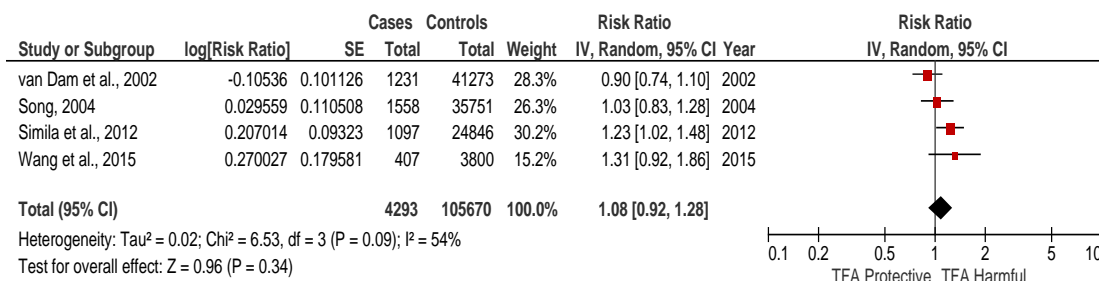 Cases Controls Risk Ratio Risk Ratio
Study or Subgroup log[Risk Ratio] SE Total Total Weight IV, Random, 95% CI Year IV, Random, 95% CI
van Dam et al., 2002 -0.10536 0.101126 1231 41273 28.3% 0.90 [0.74, 1.10] 2002
Song, 2004 0.029559 0.110508 1558 35751 26.3% 1.03 [0.83, 1.28] 2004
Simila et al., 2012 0.207014 0.09323 1097 24846 30.2% 1.23 [1.02, 1.48] 2012
Wang et al., 2015 0.270027 0.179581 407 3800 15.2% 1.31 [0.92, 1.86] 2015
Total (95% CI) 4293 105670 100.0% 1.08 [0.92, 1.28]
Heterogeneity: Tau² = 0.02; Chi² = 6.53, df = 3 (P = 0.09); I² = 54%
Test for overall effect: Z = 0.96 (P = 0.34)
0.1 0.2 0.5 1 2 5 10
TFA Protective TFA Harmful